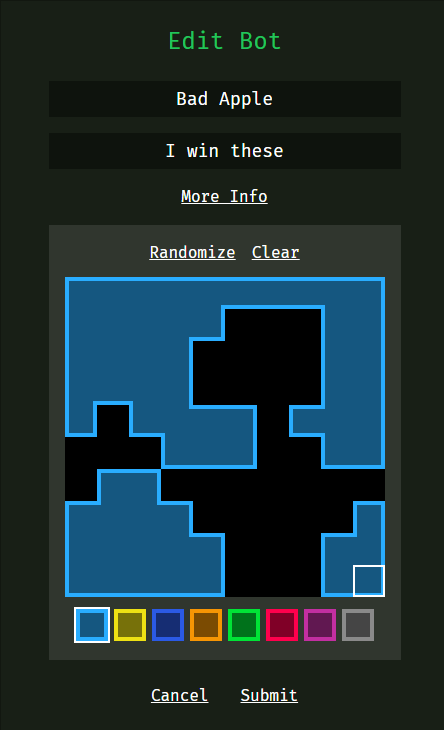 Edit Bot
Bad Apple
I win these
More Info
Randomize Clear
Cancel Submit